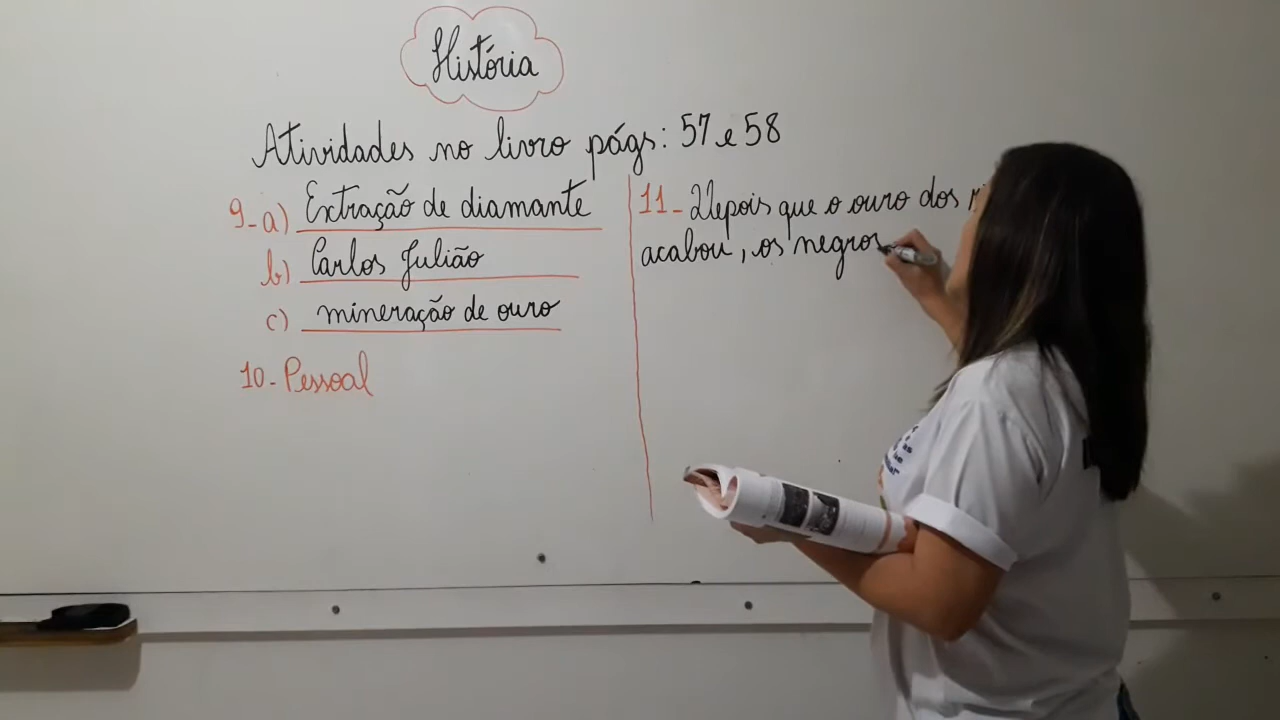 História
Atividades no livro págs: 57 e 58
9-a) Extração de diamante
b) Carlos Julião
c) mineração de ouro
10- Pessoal
11- Depois que o ouro dos
acabou, os negros